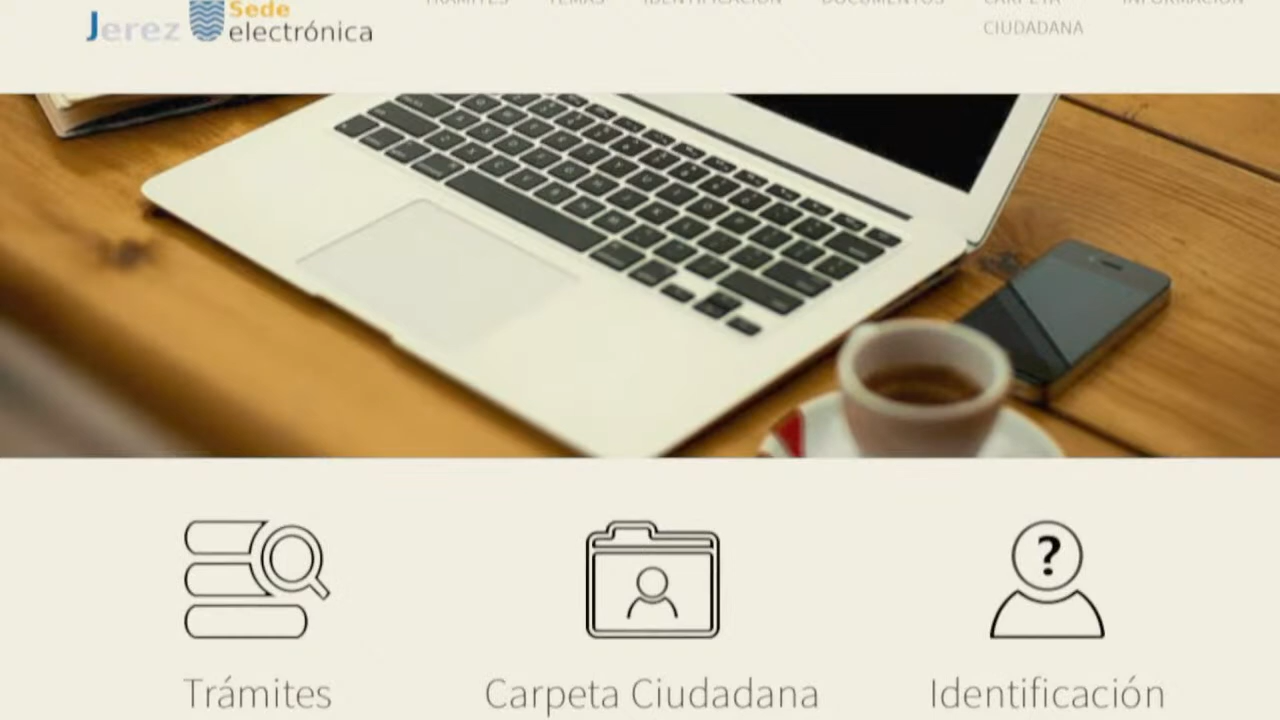 TRÁMITES TEMAS IDENTIFICACIÓN DOCUMENTOS CARPETA INFORMACIÓN
CIUDADANA
Jerez Sede
electrónica
?
Trámites Carpeta Ciudadana Identificación